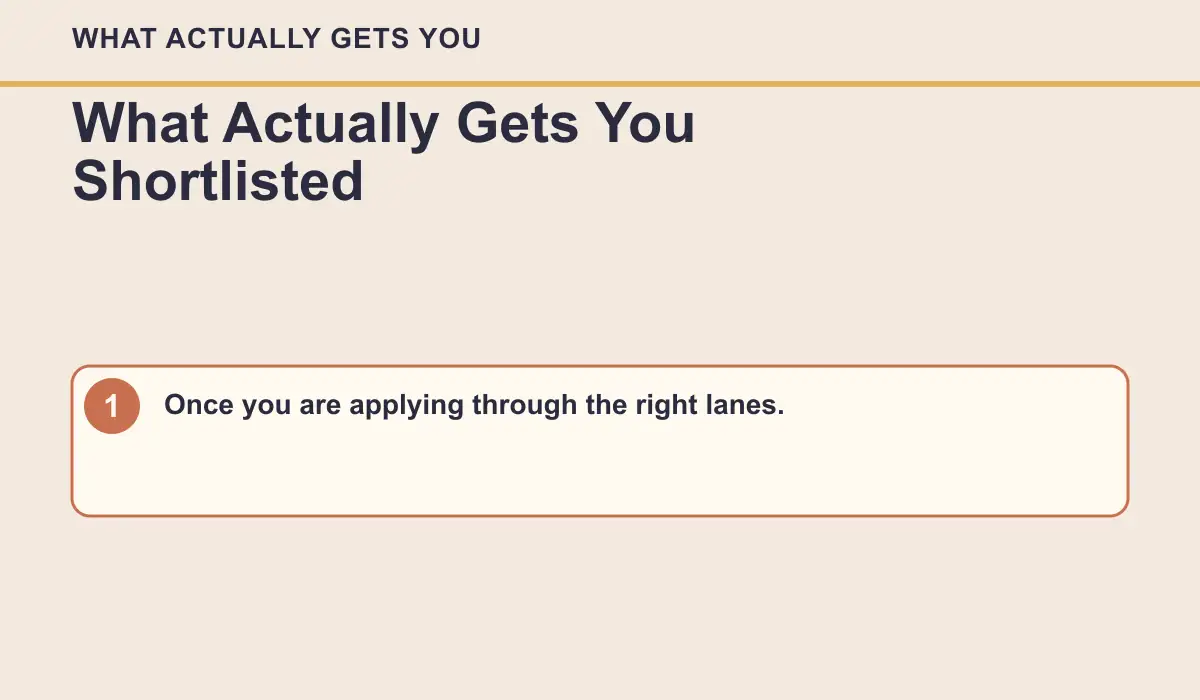 WHAT ACTUALLY GETS YOU
What Actually Gets You
Shortlisted
1
Once you are applying through the right lanes.